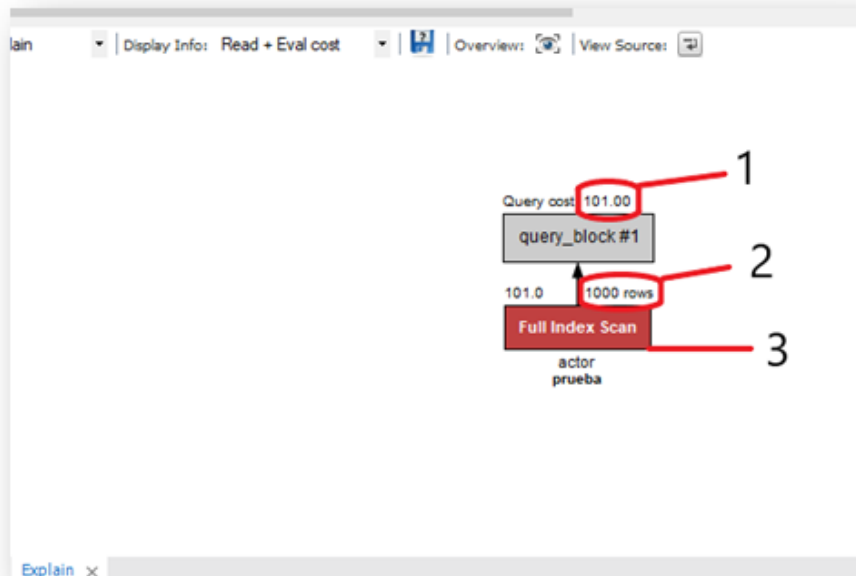 lain Display Info: Read + Eval cost Overview: View Source:
1
Query cost 101.00
query_block #1
2
101.0 1000 rows
Full Index Scan
3
actor
prueba
Explain